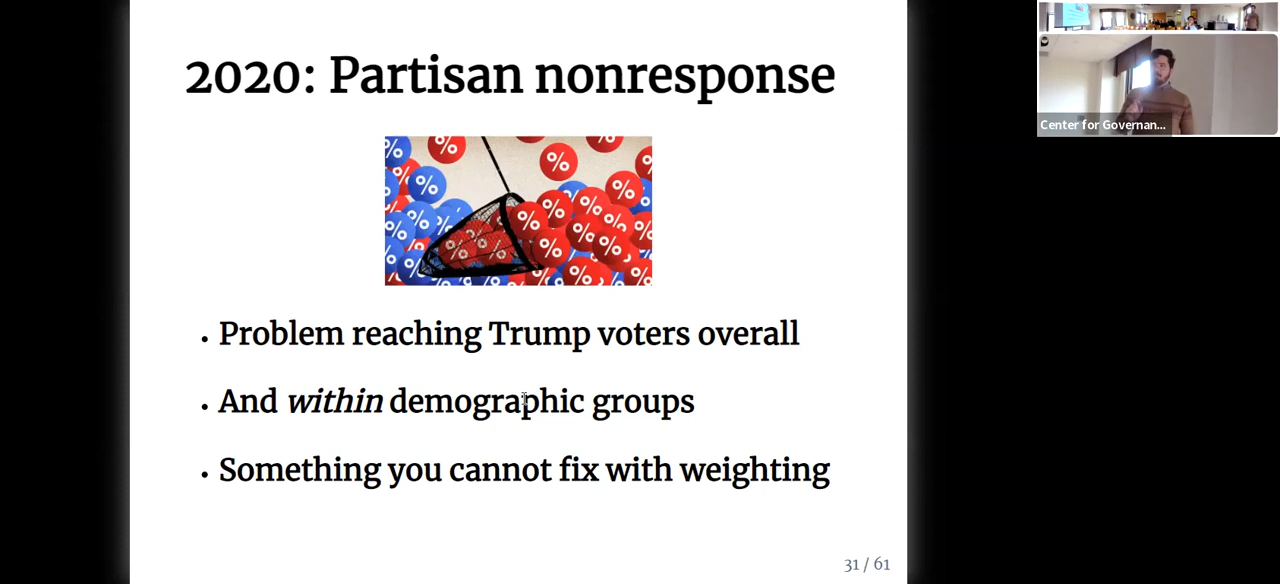 2020: Partisan nonresponse
Problem reaching Trump voters overall
And within demographic groups
Something you cannot fix with weighting
31 / 61
Center for Governan...